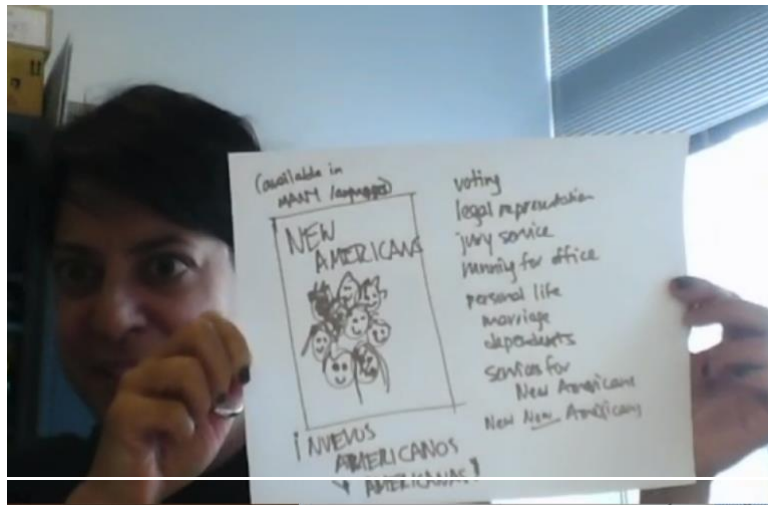 (available in
MANY languages)
NEW
AMERICANS
¡NUEVOS
AMERICANOS
Y AMERICANAS!
voting
legal representation
jury service
running for office
personal life
marriage
dependents
services for
New Americans
New New Americans